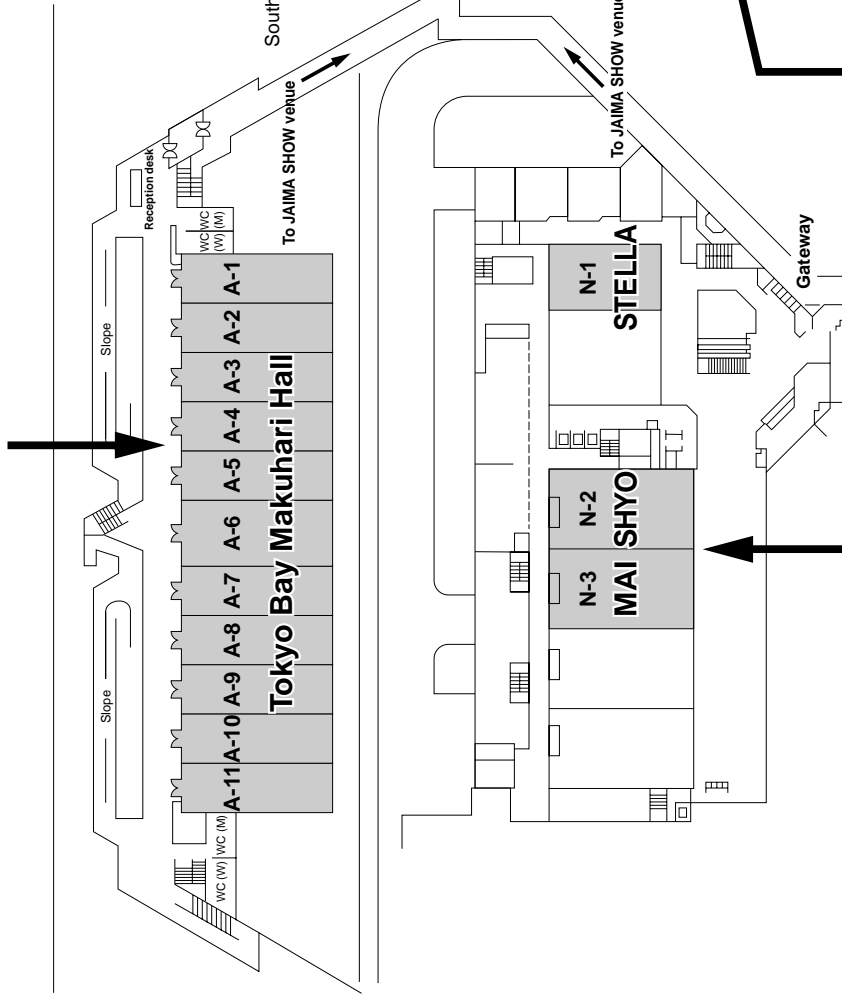 South
To JAIMA SHOW venue
Reception desk
WC (W)
WC (M)
Slope
A-1
A-2
A-3
A-4
A-5
A-6
A-7
A-8
A-9
A-10
A-11
Tokyo Bay Makuhari Hall
Slope
WC (M)
WC (W)
To JAIMA SHOW venue
N-1
STELLA
Gateway
N-2
N-3
MAI SHYO